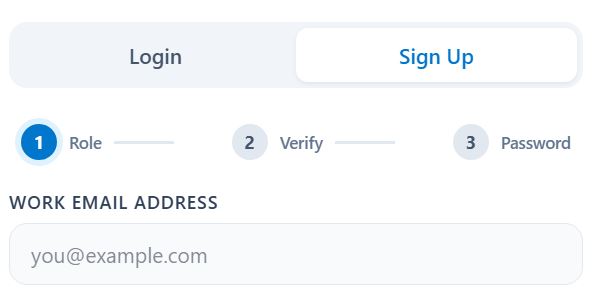 Login Sign Up
1 Role 2 Verify 3 Password
WORK EMAIL ADDRESS
you@example.com